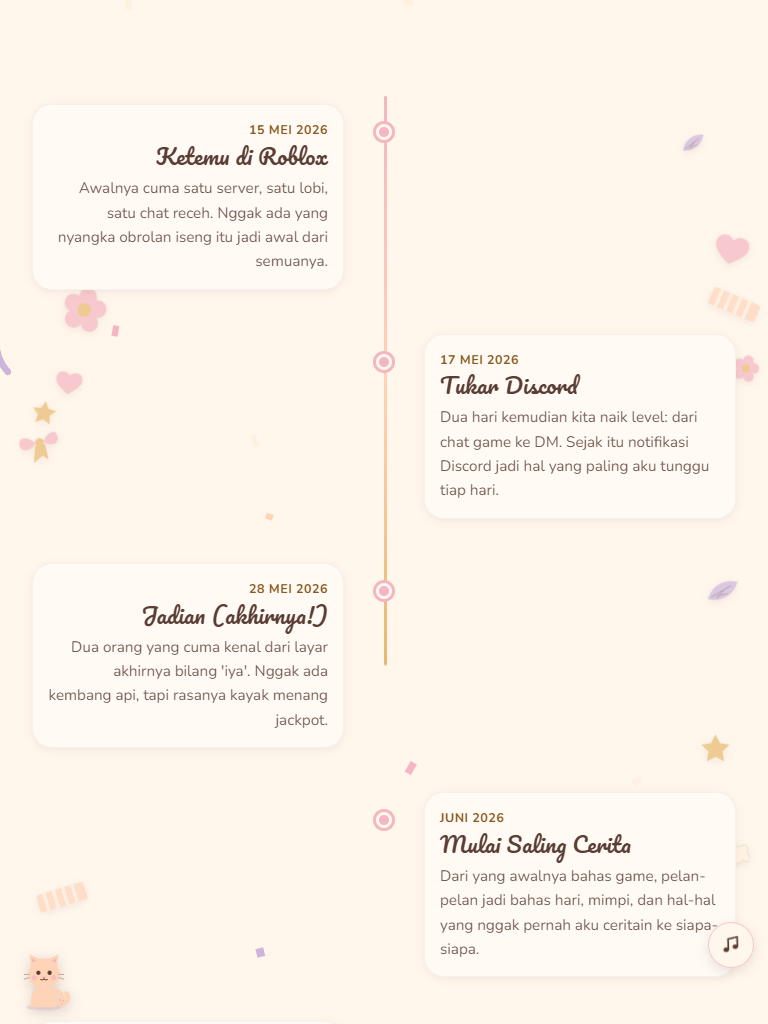 15 MEI 2026
Ketemu di Roblox
Awalnya cuma satu server, satu lobi,
satu chat receh. Nggak ada yang
nyangka obrolan iseng itu jadi awal dari
semuanya.
17 MEI 2026
Tukar Discord
Dua hari kemudian kita naik level: dari
chat game ke DM. Sejak itu notifikasi
Discord jadi hal yang paling aku tunggu
tiap hari.
28 MEI 2026
Jadian (akhirnya!)
Dua orang yang cuma kenal dari layar
akhirnya bilang 'iya'. Nggak ada
kembang api, tapi rasanya kayak menang
jackpot.
JUNI 2026
Mulai Saling Cerita
Dari yang awalnya bahas game, pelan-
pelan jadi bahas hari, mimpi, dan hal-hal
yang nggak pernah aku ceritain ke siapa-
siapa.